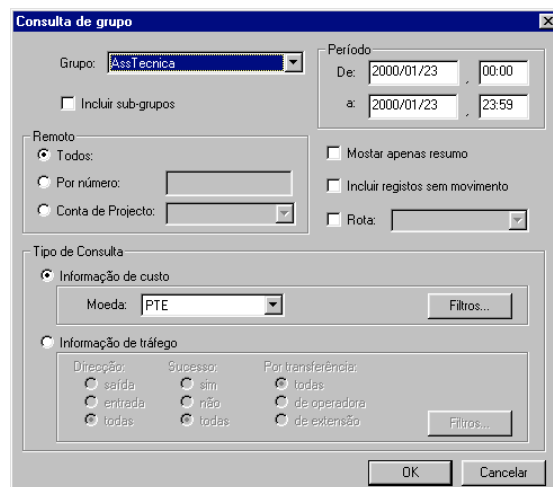 Consulta de grupo
Grupo: AssTecnica
Incluir sub-grupos
Período
De: 2000/01/23 , 00:00
a: 2000/01/23 , 23:59
Remoto
Todos:
Por número:
Conta de Projecto:
Mostar apenas resumo
Incluir registos sem movimento
Rota:
Tipo de Consulta
Informação de custo
Moeda: PTE
Filtros...
Informação de tráfego
Direcção: Sucesso: Por transferência:
saída sim todas
entrada não de operadora
todas todas de extensão
Filtros...
OK Cancelar